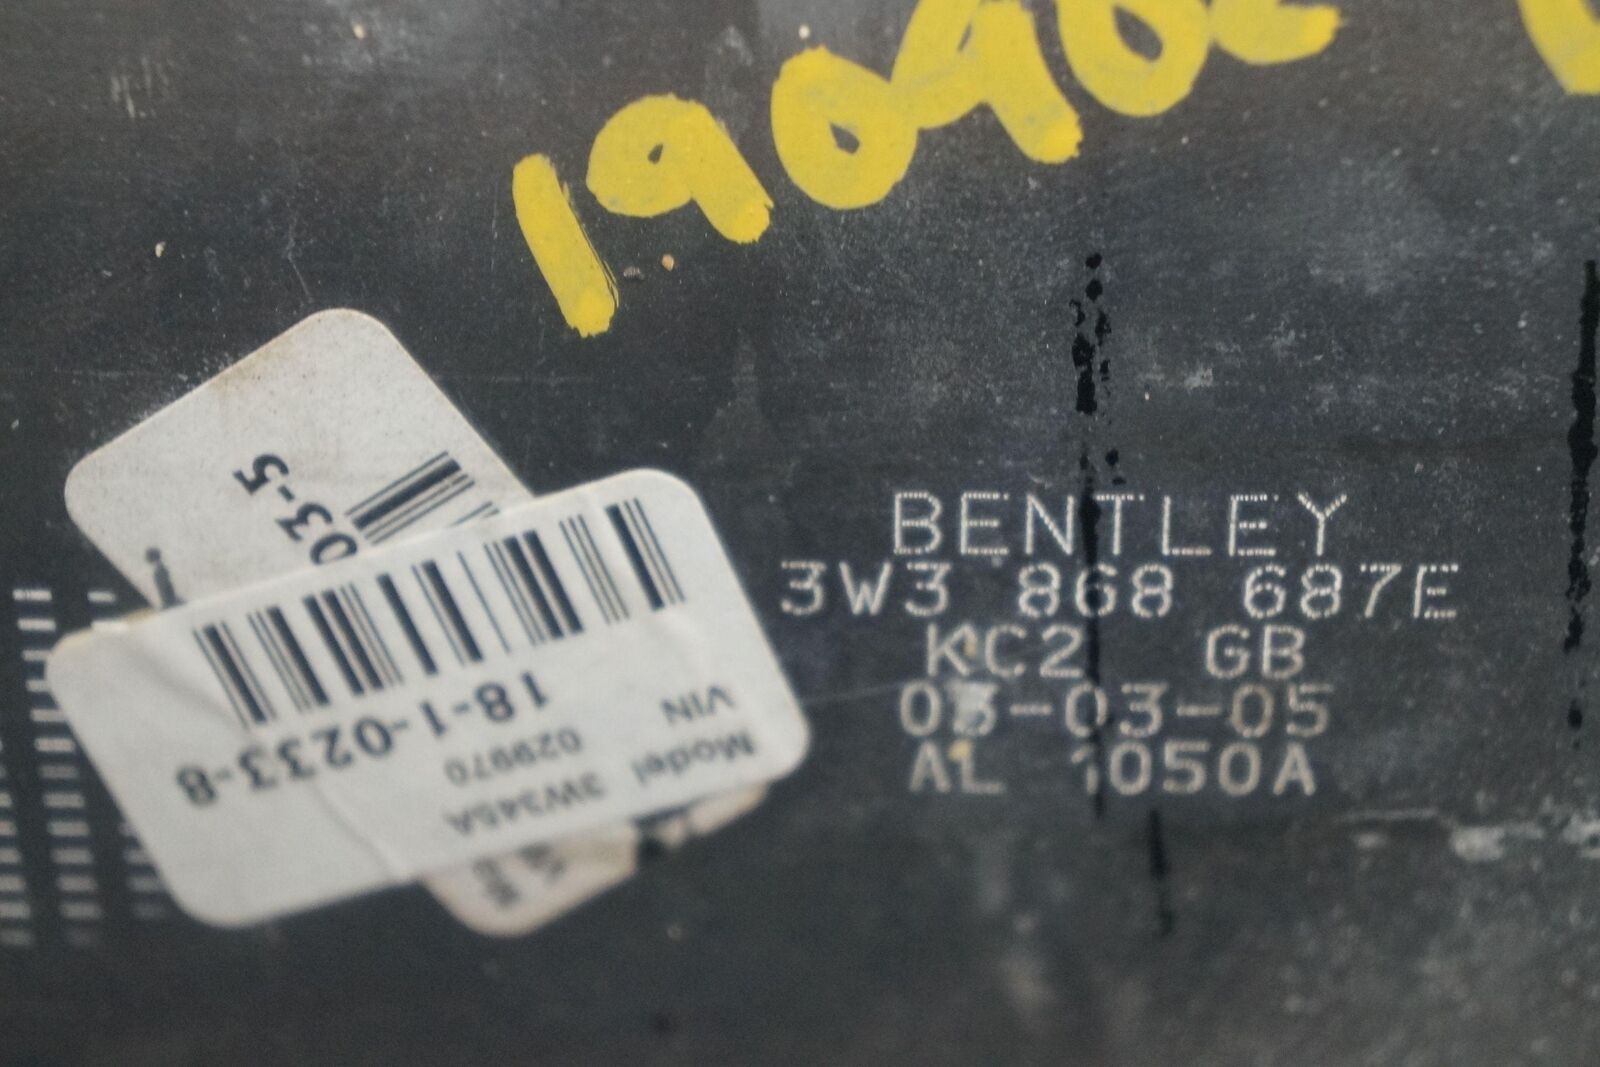 19040
BENTLEY
3W3 868 687E
KC2 GB
03-03-05
AL 1050A
03-5
18-1-0233-8
VIN 029970
Model 3W345A